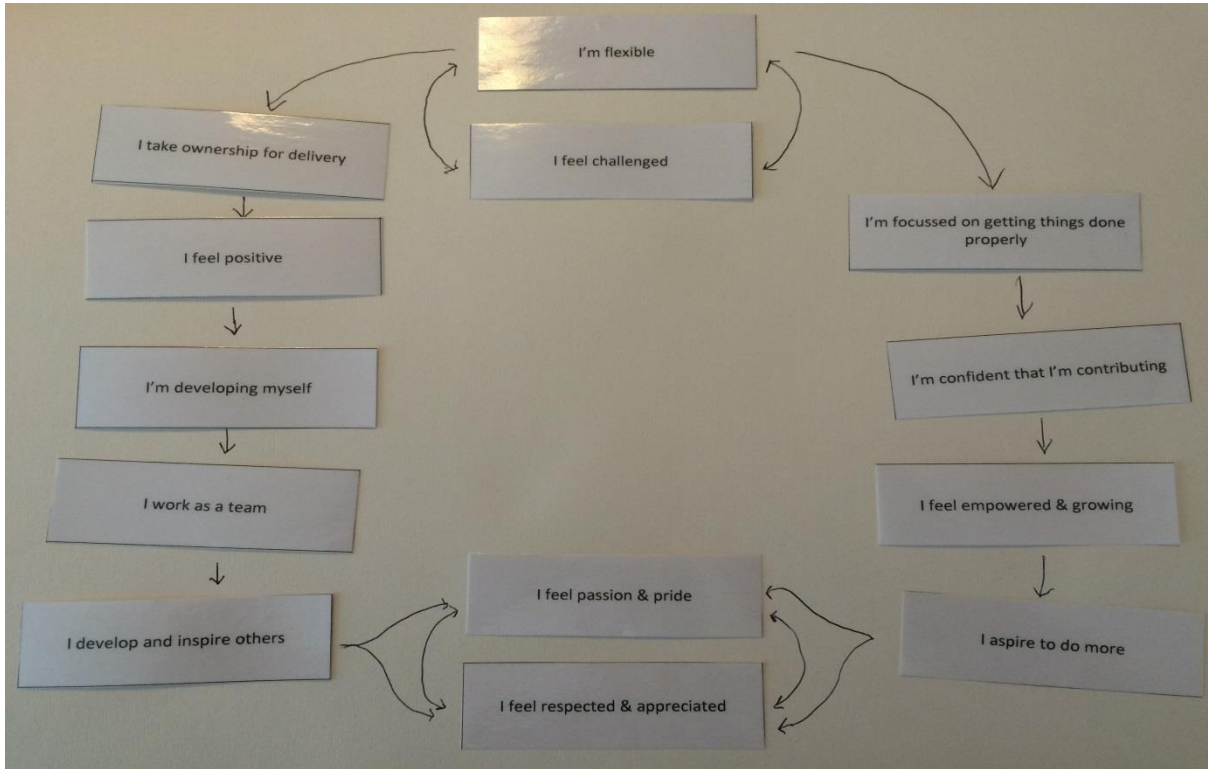 I'm flexible
I feel challenged
I take ownership for delivery
I feel positive
I'm developing myself
I work as a team
I develop and inspire others
I'm focussed on getting things done
properly
I'm confident that I'm contributing
I feel empowered & growing
I aspire to do more
I feel passion & pride
I feel respected & appreciated